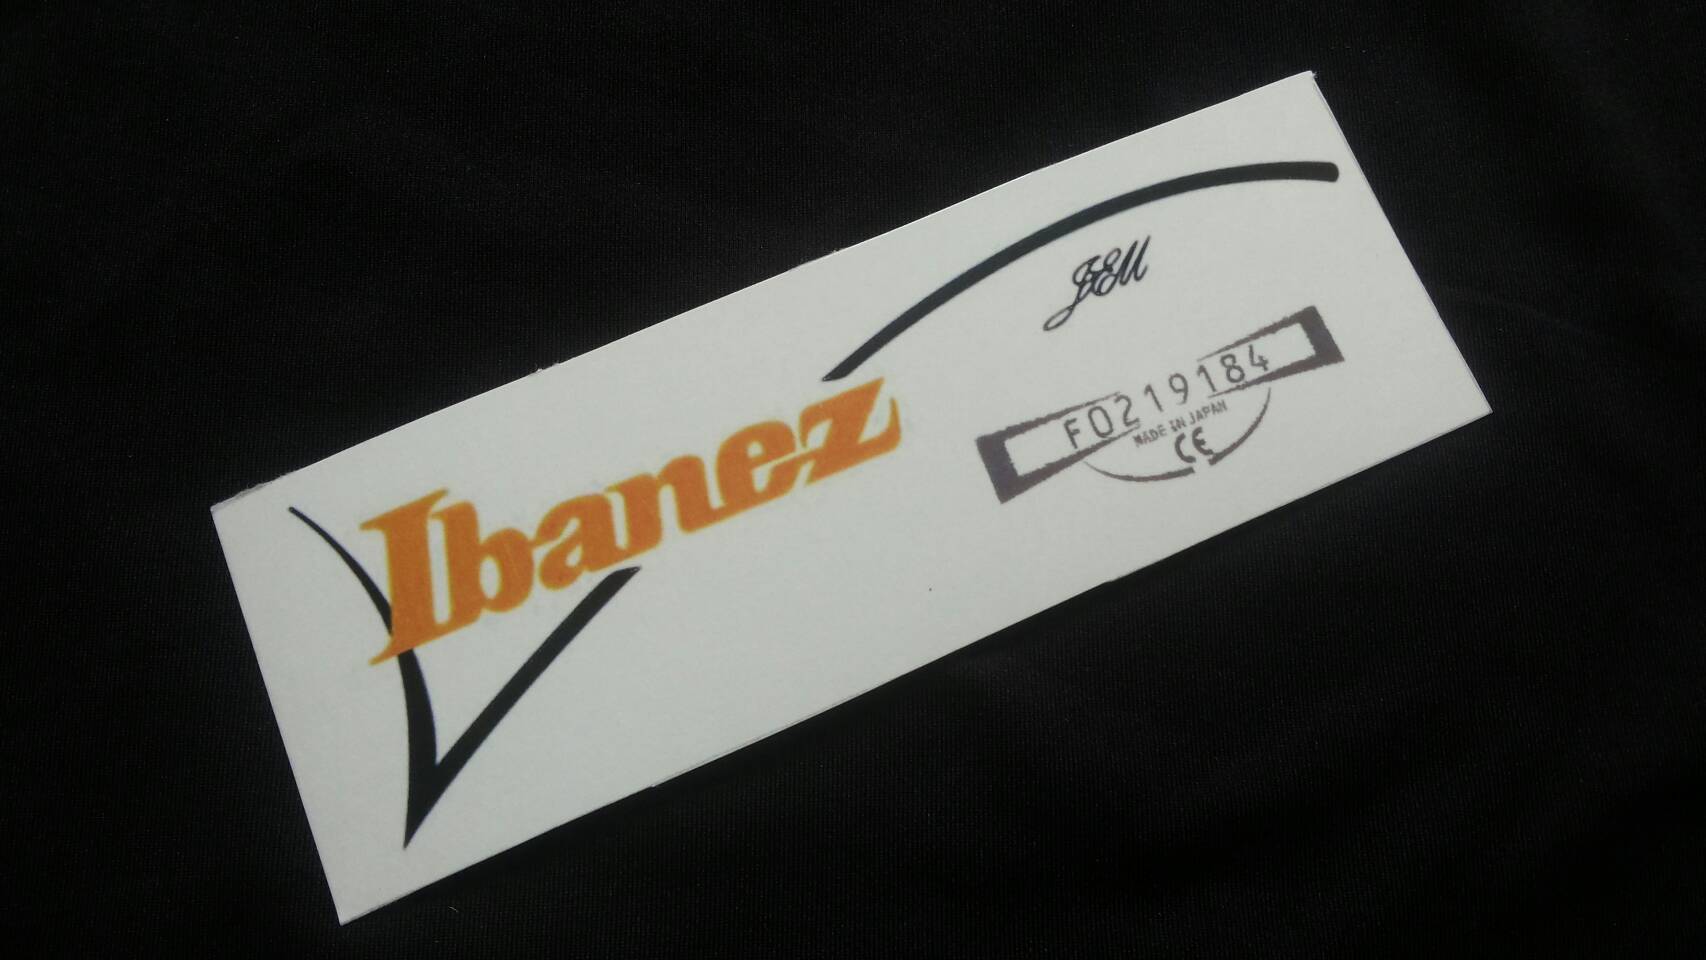 Ibanez
JEM
F0219184
MADE IN JAPAN
CE